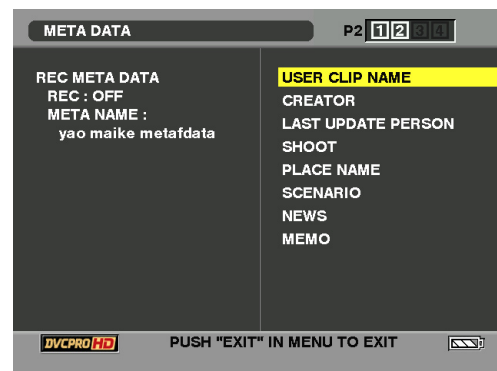 META DATA
P2 1 2 3 4
REC META DATA
REC : OFF
META NAME :
yao maike metafdata
USER CLIP NAME
CREATOR
LAST UPDATE PERSON
SHOOT
PLACE NAME
SCENARIO
NEWS
MEMO
DVCPRO HD
PUSH "EXIT" IN MENU TO EXIT